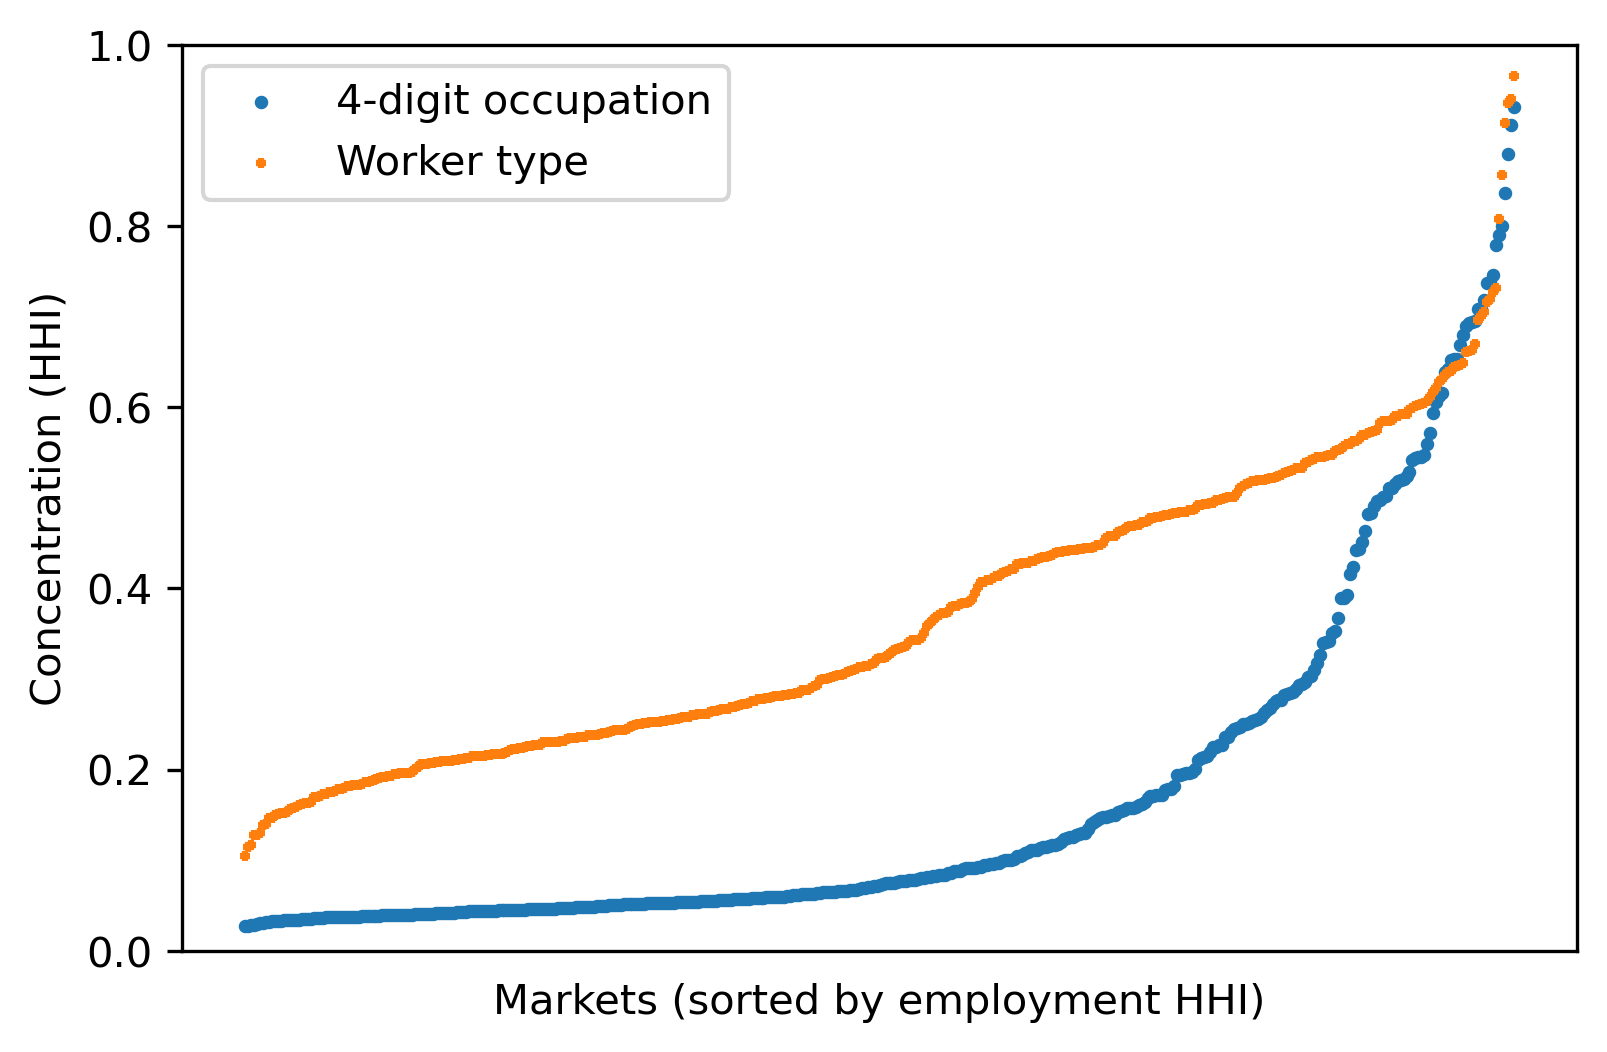 1.0
0.8
0.6
0.4
0.2
0.0
Concentration (HHI)
4-digit occupation
Worker type
Markets (sorted by employment HHI)